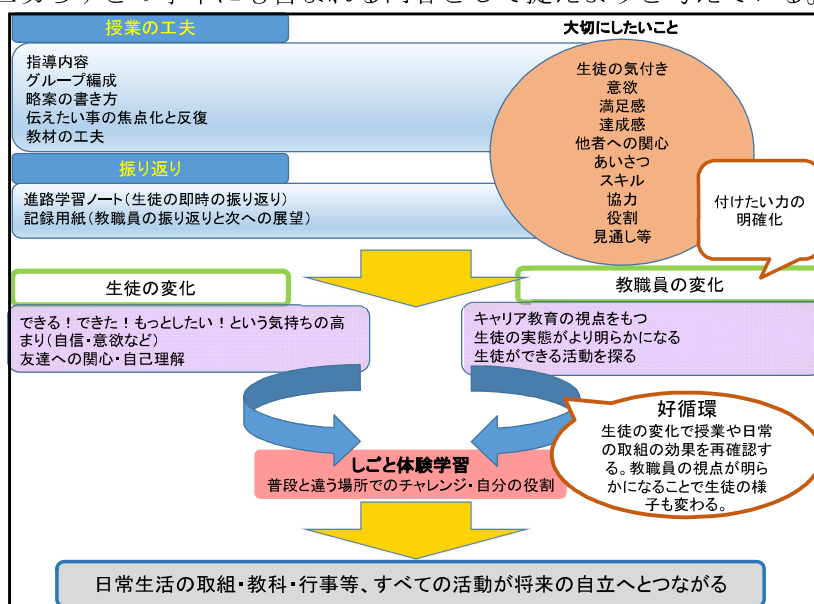 授業の工夫
指導内容
グループ編成
略案の書き方
伝えたい事の焦点化と反復
教材の工夫
振り返り
進路学習ノート(生徒の即時の振り返り)
記録用紙(教職員の振り返りと次への展望)
大切にしたいこと
生徒の気付き
意欲
満足感
達成感
他者への関心
あいさつ
スキル
協力
役割
見通し等
付けたい力の
明確化
生徒の変化
できる！できた！もっとしたい！という気持ちの高
まり(自信・意欲など)
友達への関心・自己理解
教職員の変化
キャリア教育の視点をもつ
生徒の実態がより明らかになる
生徒ができる活動を探る
好循環
生徒の変化で授業や日常
の取組の効果を再確認す
る。教職員の視点が明ら
かになることで生徒の様
子も変わる。
しごと体験学習
普段と違う場所でのチャレンジ・自分の役割
日常生活の取組・教科・行事等、すべての活動が将来の自立へとつながる